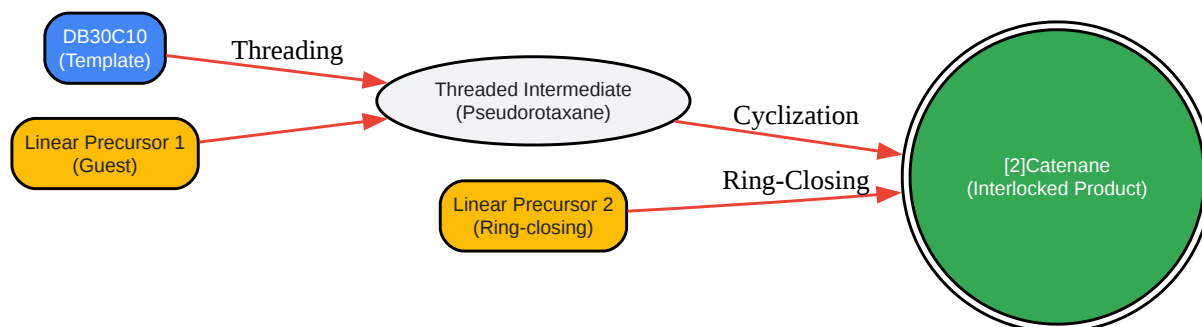 DB30C10
(Template)
Threading
Linear Precursor 1
(Guest)
Threaded Intermediate
(Pseudorotaxane)
Cyclization
Linear Precursor 2
(Ring-closing)
Ring-Closing
[2]Catenane
(Interlocked Product)